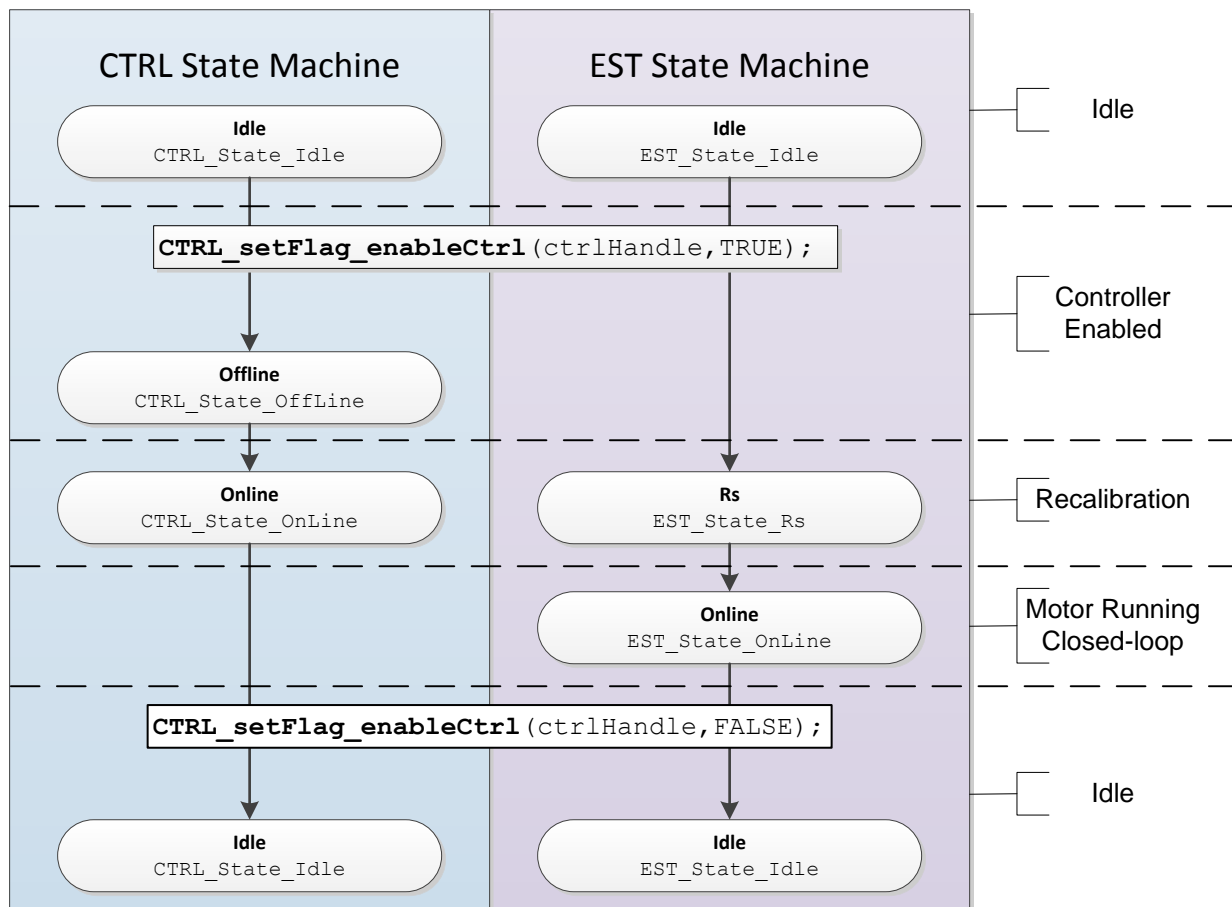 CTRL State Machine
EST State Machine
Idle
CTRL_State_Idle
Idle
EST_State_Idle
Idle
CTRL_setFlag_enableCtrl(ctrlHandle,TRUE);
Controller
Enabled
Offline
CTRL_State_OffLine
Online
CTRL_State_OnLine
Rs
EST_State_Rs
Recalibration
Online
EST_State_OnLine
Motor Running
Closed-loop
CTRL_setFlag_enableCtrl(ctrlHandle,FALSE);
Idle
Idle
CTRL_State_Idle
Idle
EST_State_Idle